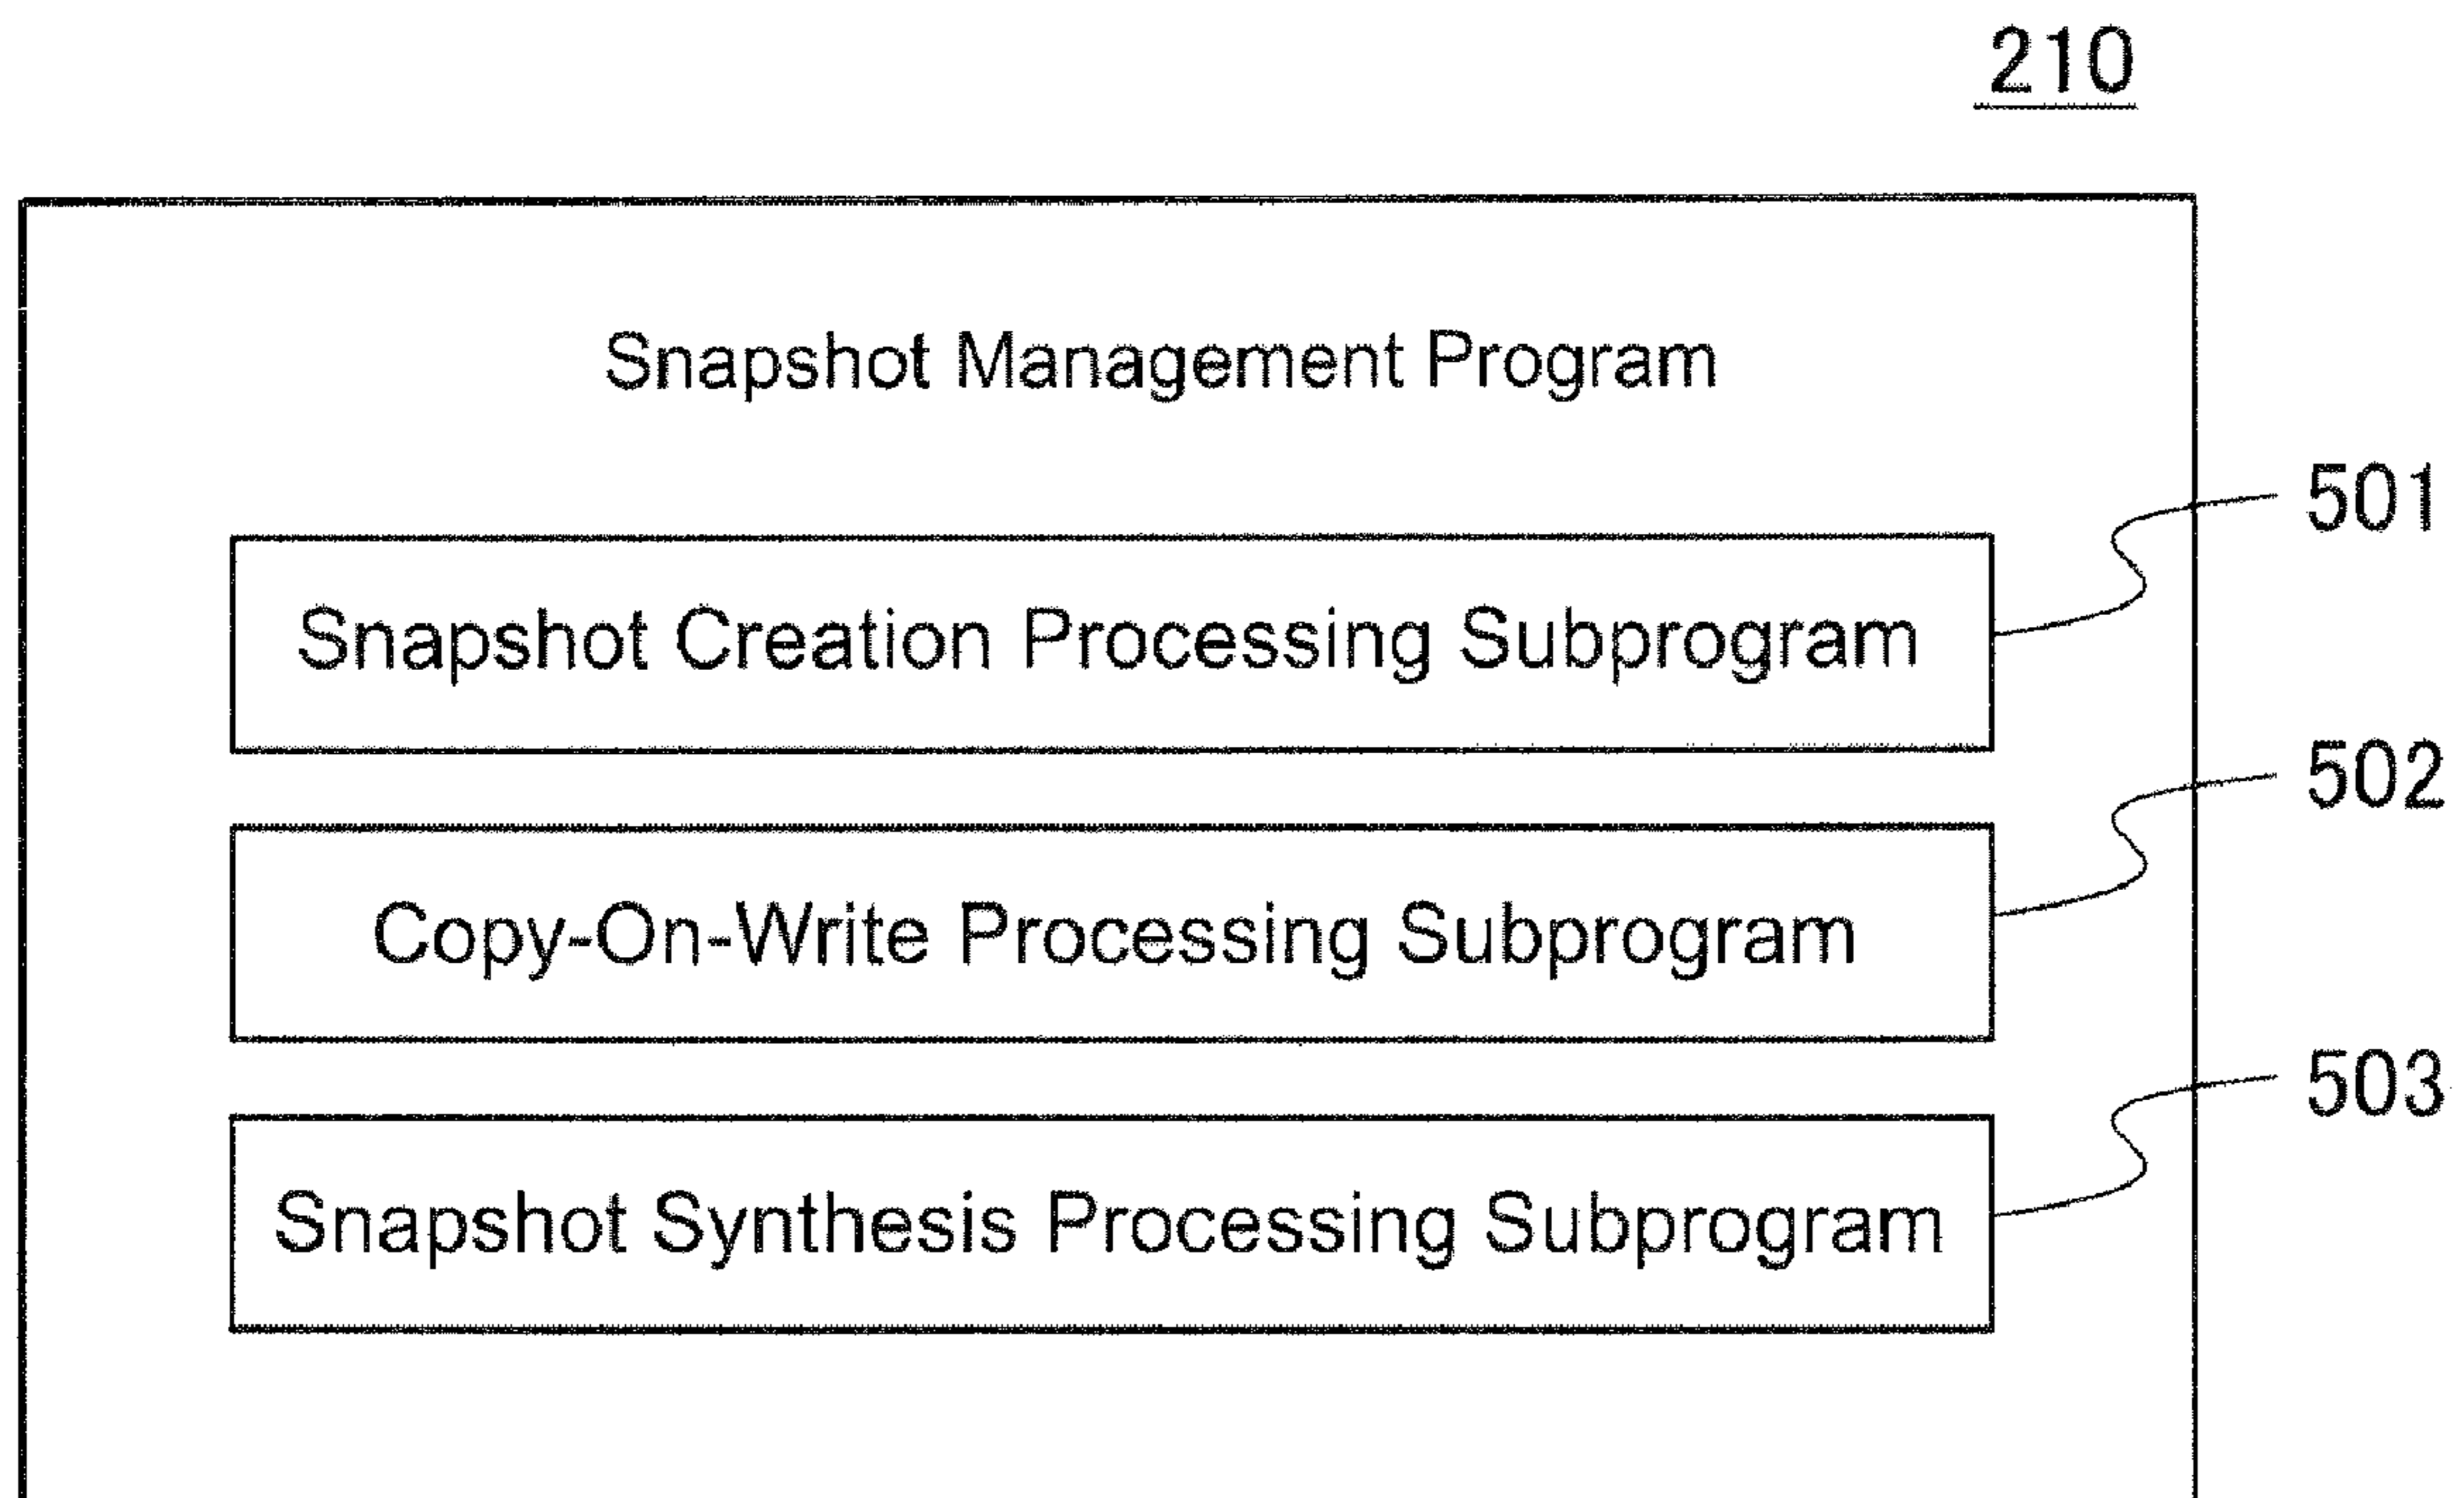 210
Snapshot Management Program
501
Snapshot Creation Processing Subprogram
502
Copy-On-Write Processing Subprogram
503
Snapshot Synthesis Processing Subprogram